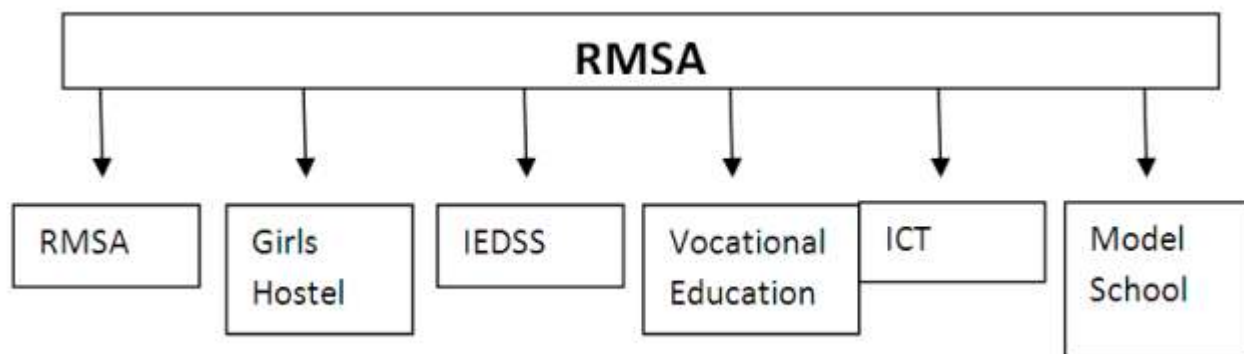 RMSA
RMSA
Girls
Hostel
IEDSS
Vocational
Education
ICT
Model
School